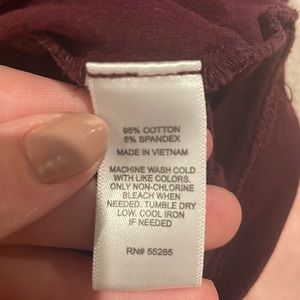 95% COTTON
5% SPANDEX
MADE IN VIETNAM
MACHINE WASH COLD
WITH LIKE COLORS.
ONLY NON-CHLORINE
BLEACH WHEN
NEEDED. TUMBLE DRY
LOW. COOL IRON
IF NEEDED
RN# 55285